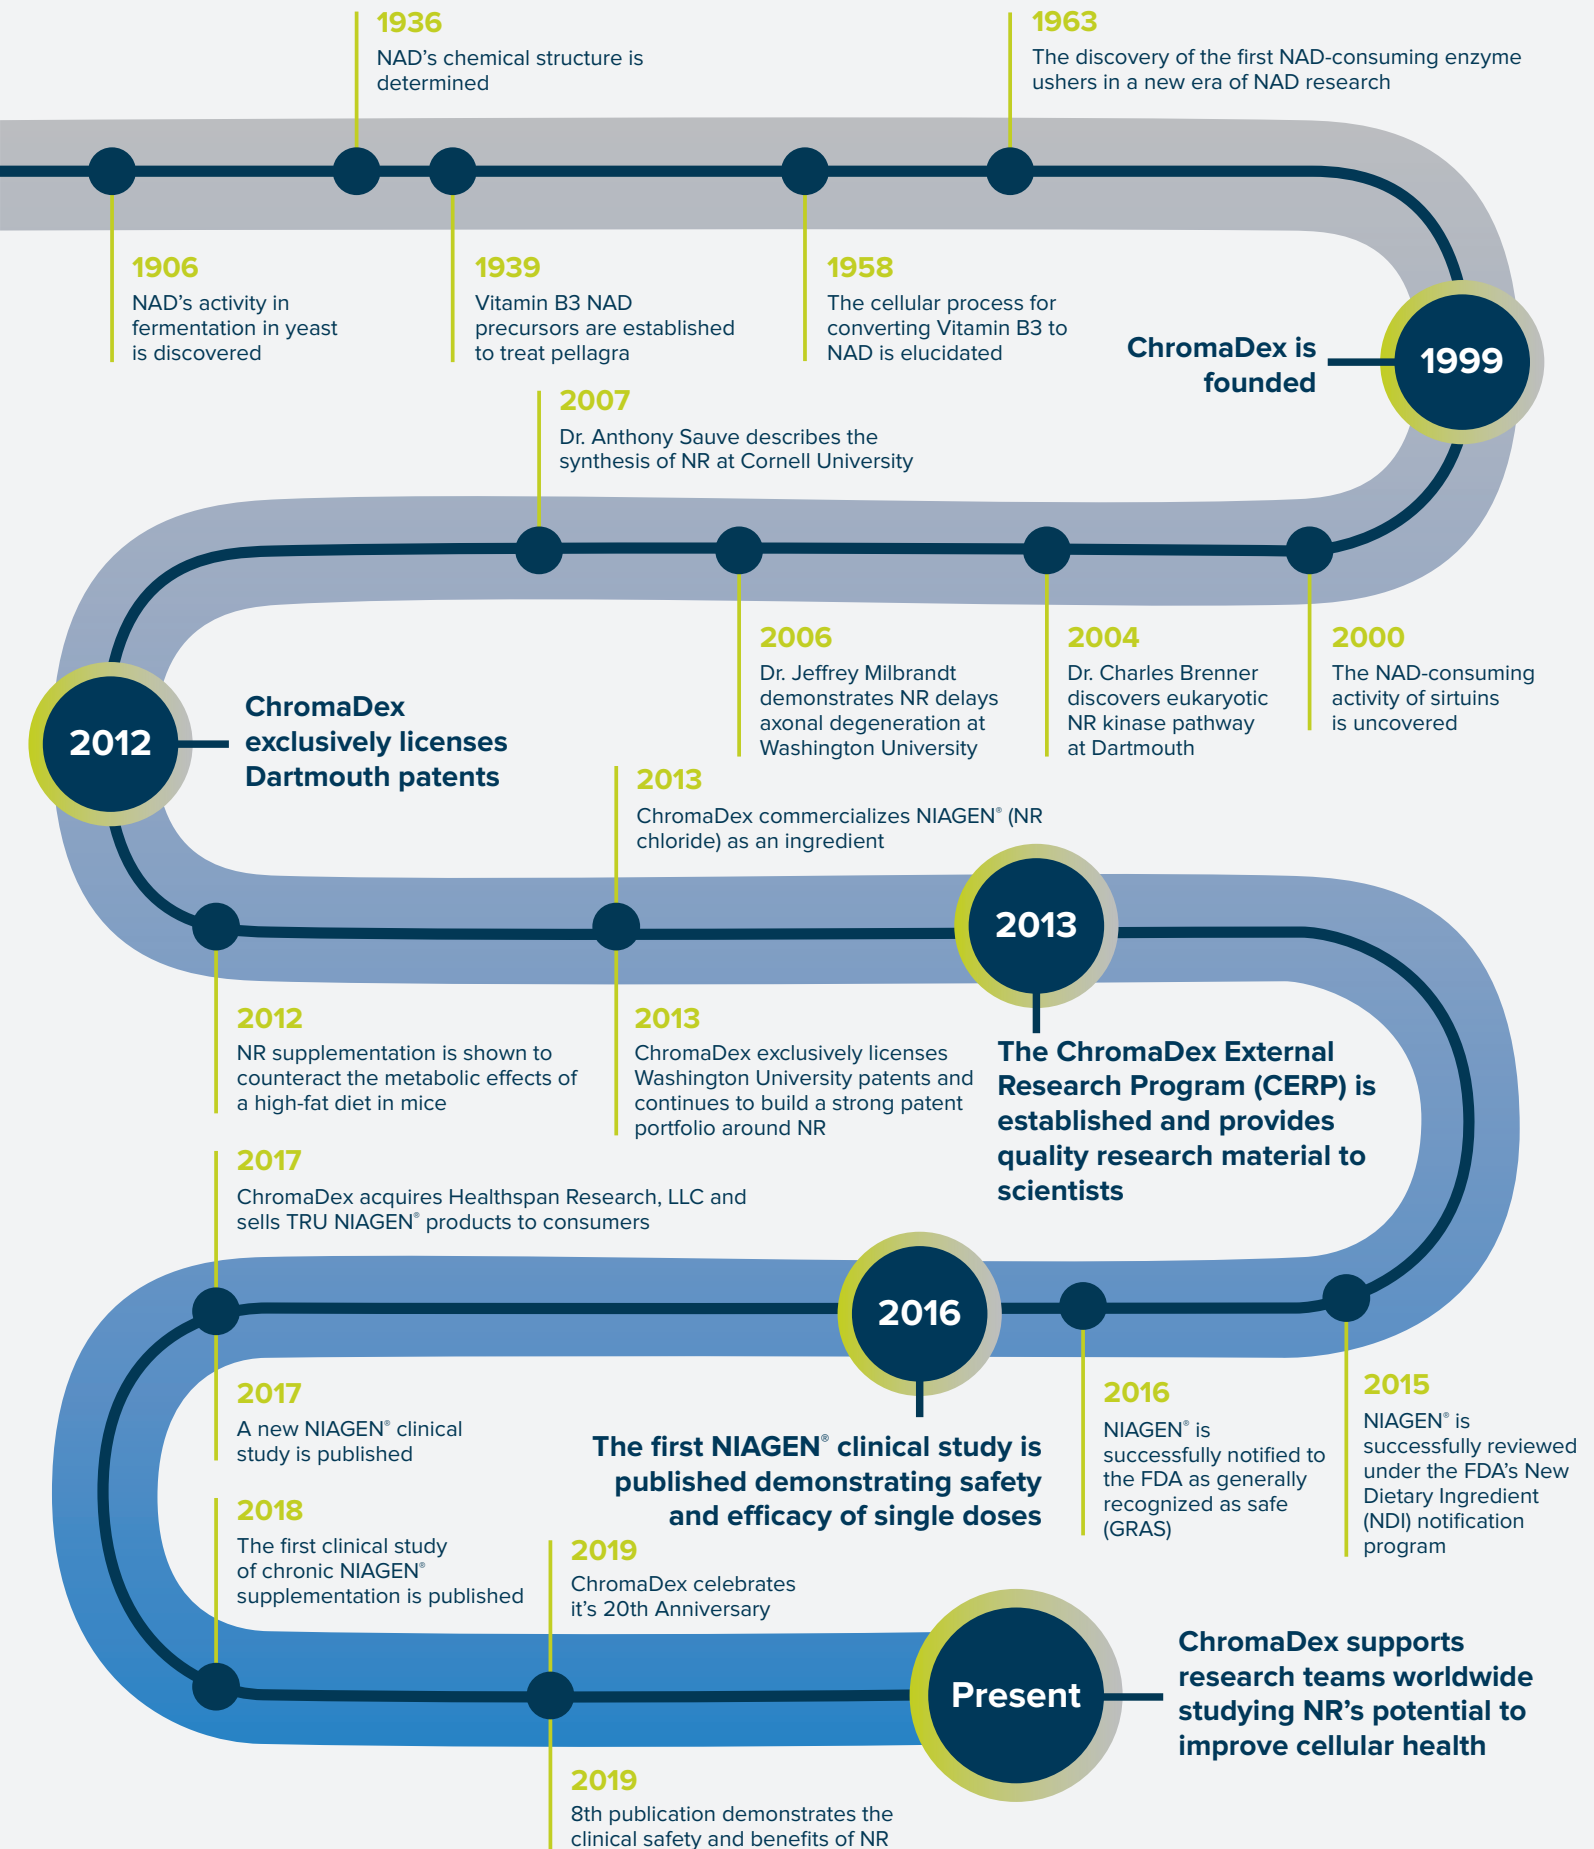 1936
NAD's chemical structure is
determined
1963
The discovery of the first NAD-consuming enzyme
ushers in a new era of NAD research
1906
NAD's activity in
fermentation in yeast
is discovered
1939
Vitamin B3 NAD
precursors are established
to treat pellagra
1958
The cellular process for
converting Vitamin B3 to
NAD is elucidated
ChromaDex is
founded
1999
2007
Dr. Anthony Sauve describes the
synthesis of NR at Cornell University
2006
Dr. Jeffrey Milbrandt
demonstrates NR delays
axonal degeneration at
Washington University
2004
Dr. Charles Brenner
discovers eukaryotic
NR kinase pathway
at Dartmouth
2000
The NAD-consuming
activity of sirtuins
is uncovered
2012
ChromaDex
exclusively licenses
Dartmouth patents
2013
ChromaDex commercializes NIAGEN® (NR
chloride) as an ingredient
2013
2012
NR supplementation is shown to
counteract the metabolic effects of
a high-fat diet in mice
2013
ChromaDex exclusively licenses
Washington University patents and
continues to build a strong patent
portfolio around NR
The ChromaDex External
Research Program (CERP) is
established and provides
quality research material to
scientists
2017
ChromaDex acquires Healthspan Research, LLC and
sells TRU NIAGEN® products to consumers
2016
2017
A new NIAGEN® clinical
study is published
The first NIAGEN® clinical study is
published demonstrating safety
and efficacy of single doses
2016
NIAGEN® is
successfully notified to
the FDA as generally
recognized as safe
(GRAS)
2015
NIAGEN® is
successfully reviewed
under the FDA's New
Dietary Ingredient
(NDI) notification
program
2018
The first clinical study
of chronic NIAGEN®
supplementation is published
2019
ChromaDex celebrates
it's 20th Anniversary
Present
ChromaDex supports
research teams worldwide
studying NR's potential to
improve cellular health
2019
8th publication demonstrates the
clinical safety and benefits of NR